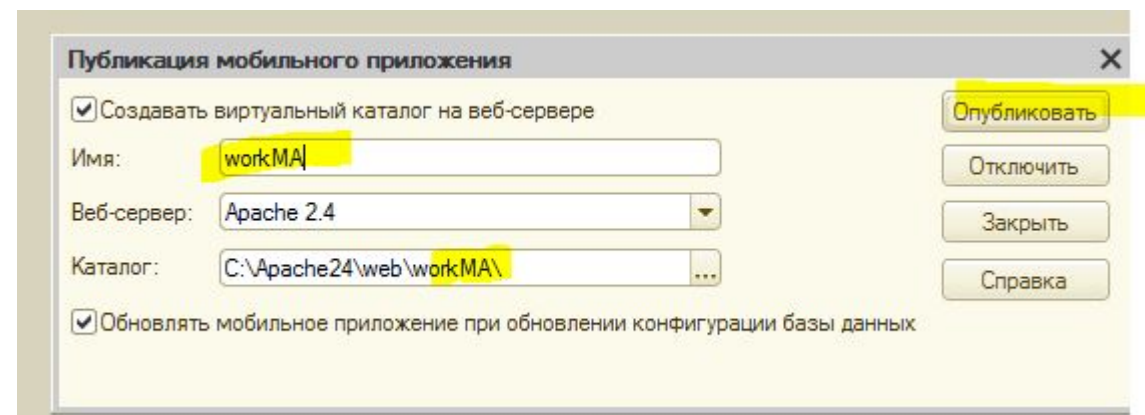 Публикация мобильного приложения
Создавать виртуальный каталог на веб-сервере
Опубликовать
Имя: workMA
Отключить
Веб-сервер: Apache 2.4
Закрыть
Каталог: C:\Apache24\web\workMA\ ...
Справка
Обновлять мобильное приложение при обновлении конфигурации базы данных